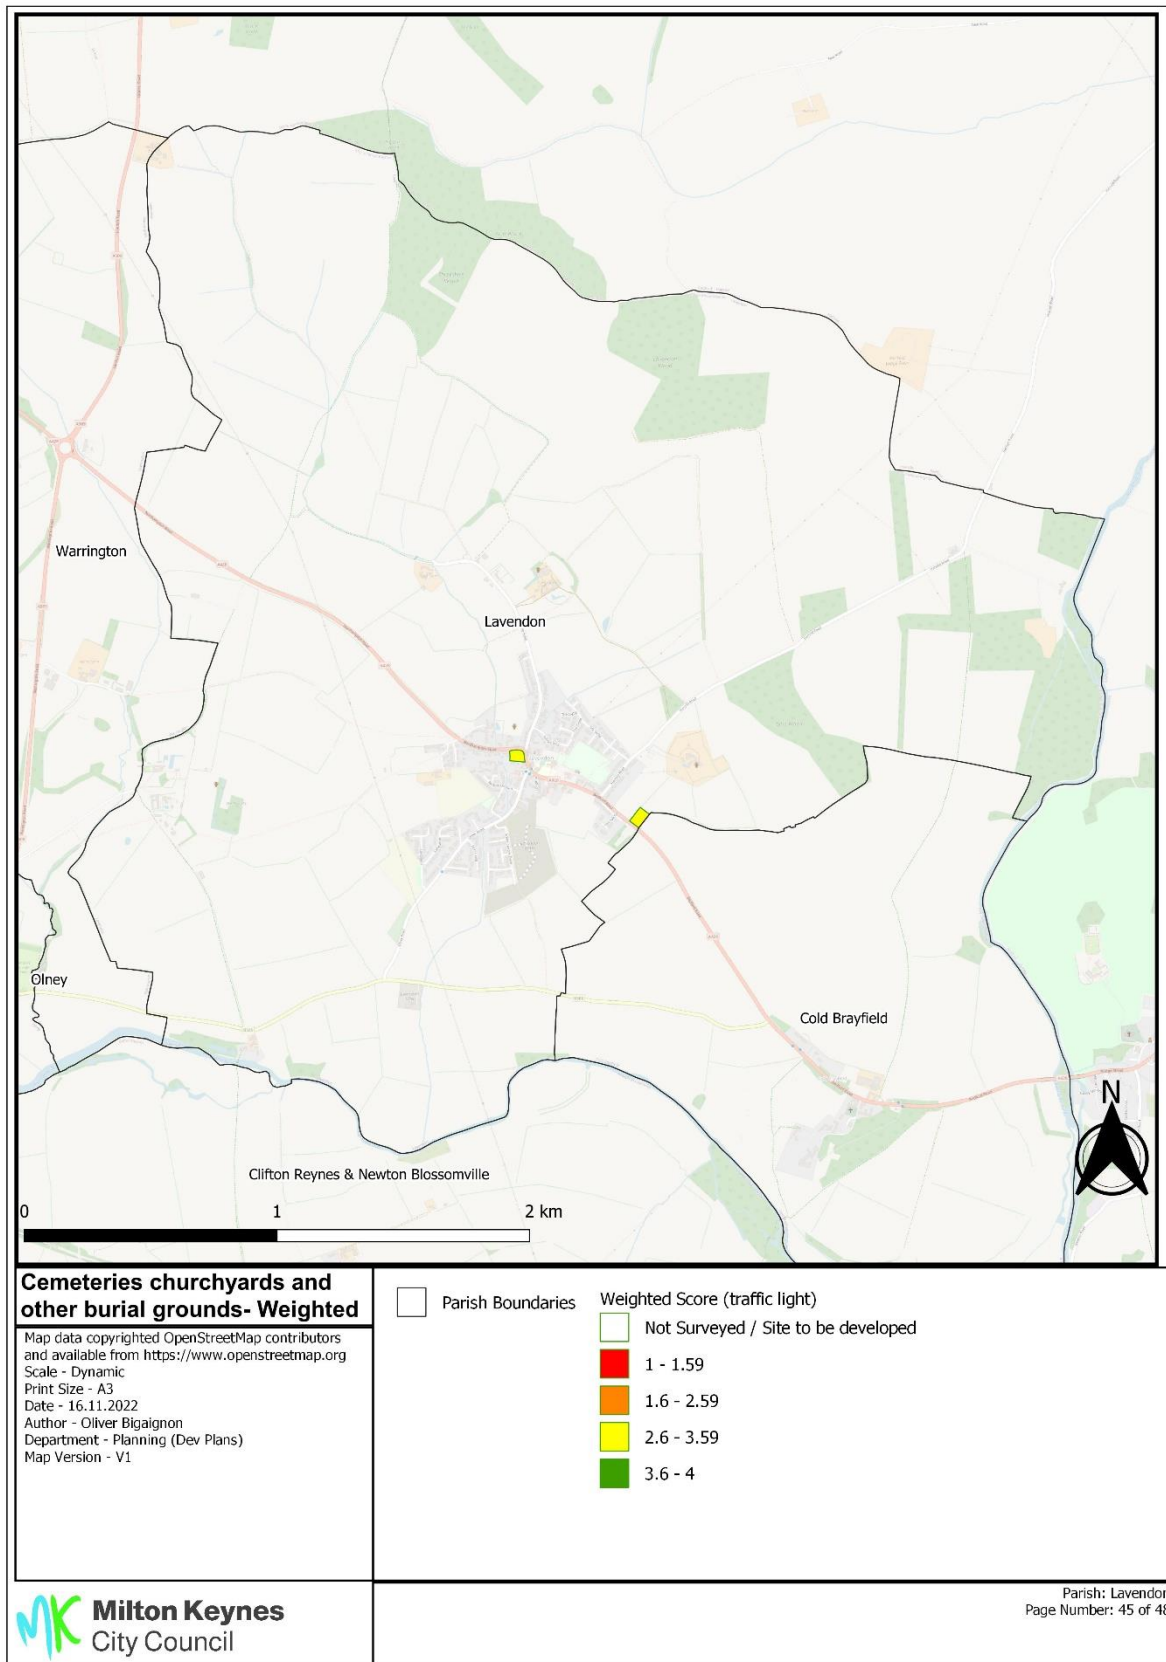 Warrington
Lavendon
Olney
Cold Brayfield
Clifton Reynes & Newton Blossomville
N
0 1 2 km
Cemeteries churchyards and
other burial grounds- Weighted
Map data copyrighted OpenStreetMap contributors
and available from https://www.openstreetmap.org
Scale - Dynamic
Print Size - A3
Date - 16.11.2022
Author - Oliver Bigaignon
Department - Planning (Dev Plans)
Map Version - V1
Parish Boundaries
Weighted Score (traffic light)
Not Surveyed / Site to be developed
1 - 1.59
1.6 - 2.59
2.6 - 3.59
3.6 - 4
MK Milton Keynes
City Council
Parish: Lavendon
Page Number: 45 of 48